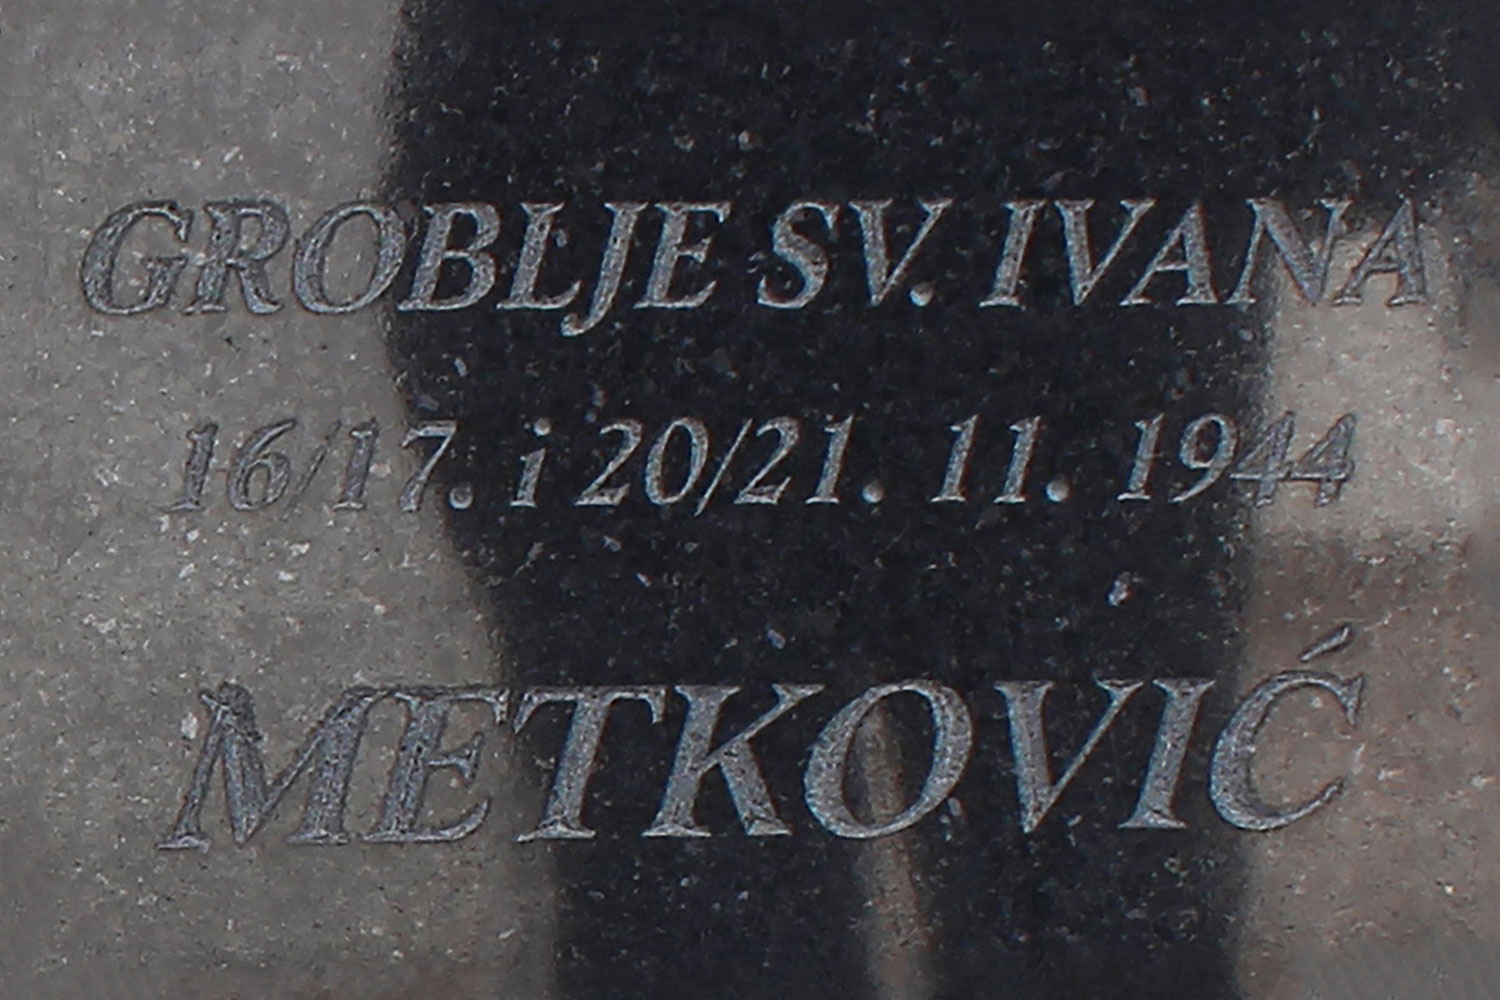 GROBLJE SV. IVANA
16/17. i 20/21. 11. 1944
METKOVIĆ